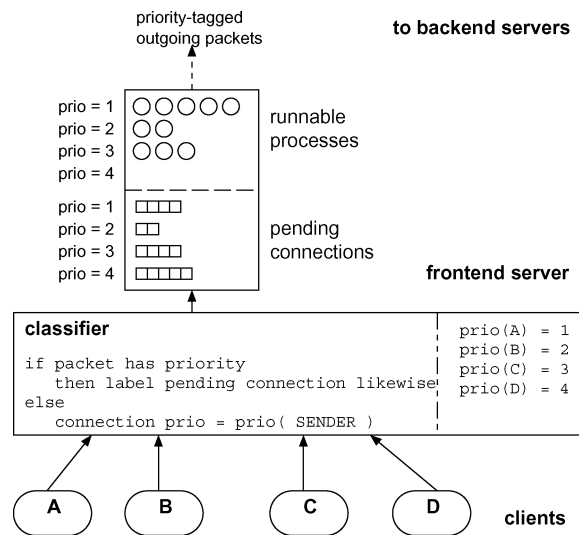 priority-tagged
outgoing packets
to backend servers
prio = 1
prio = 2
prio = 3
prio = 4
runnable
processes
prio = 1
prio = 2
prio = 3
prio = 4
pending
connections
frontend server
classifier
if packet has priority
then label pending connection likewise
else
connection prio = prio( SENDER )
prio(A) = 1
prio(B) = 2
prio(C) = 3
prio(D) = 4
A
B
C
D
clients